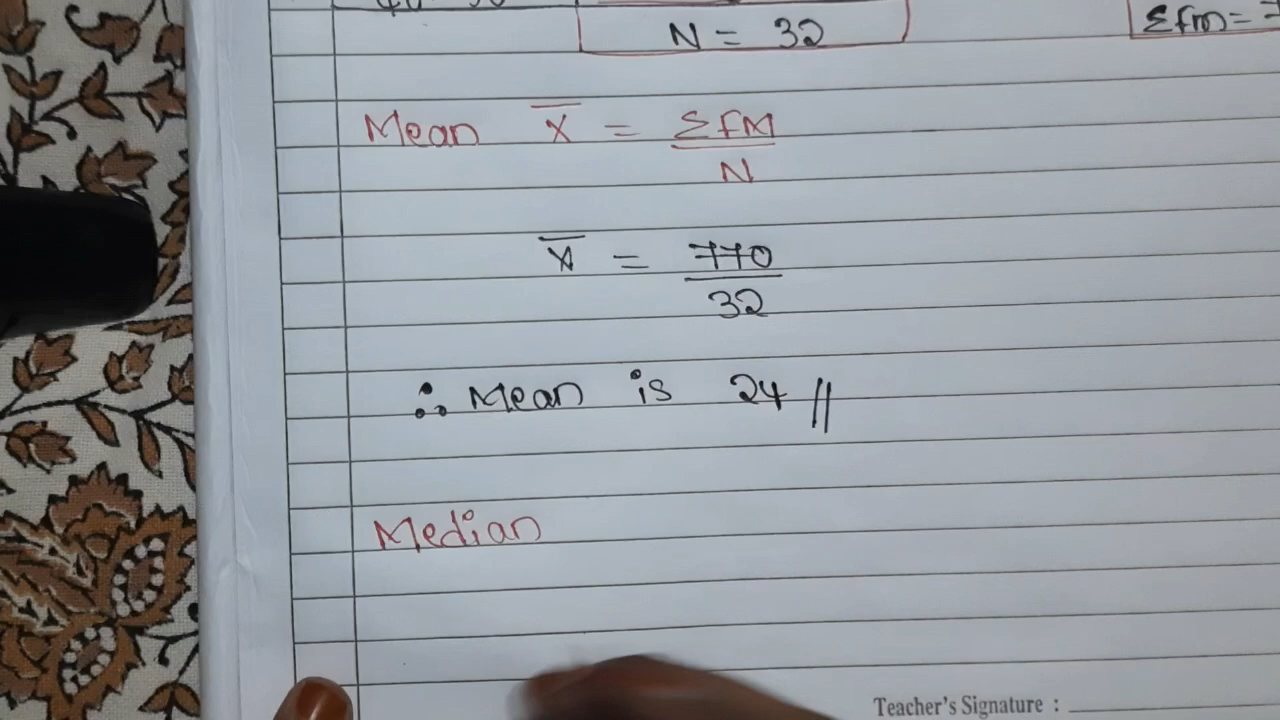 N = 32
Σfm=
Mean X̅ = ΣFM
N
X̅ = 770
32
∴ Mean is 24 //
Median
Teacher's Signature :